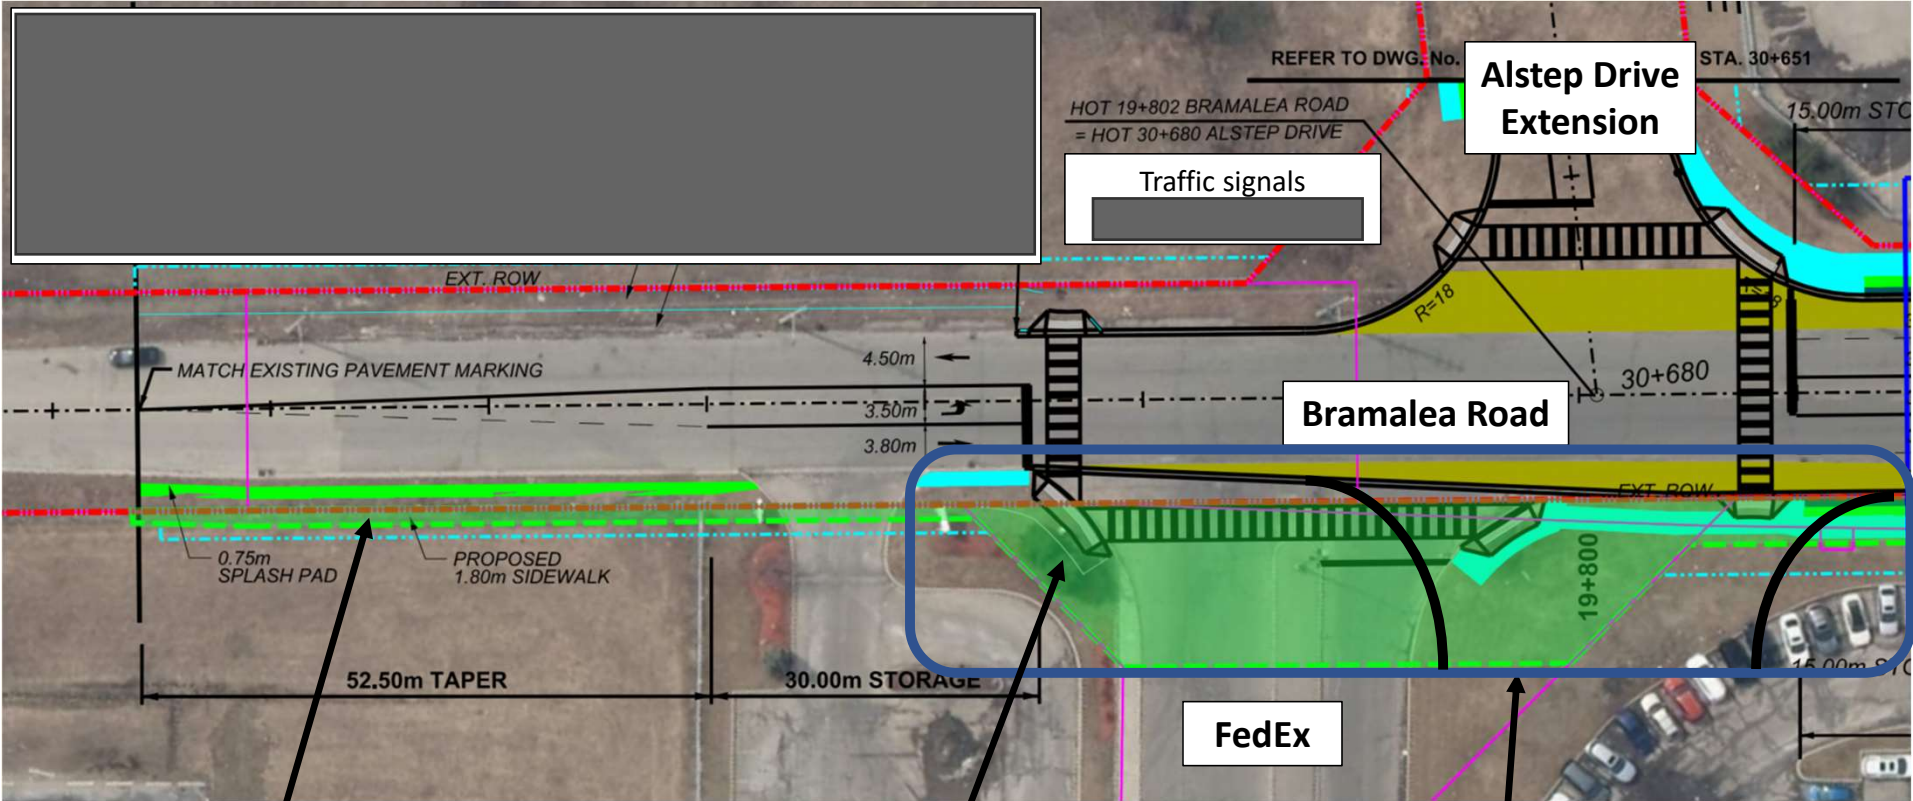 REFER TO DWG. No.
STA. 30+651
Alstep Drive
Extension
HOT 19+802 BRAMALEA ROAD
= HOT 30+680 ALSTEP DRIVE
15.00m STO
Traffic signals
EXT. ROW
R=18
MATCH EXISTING PAVEMENT MARKING
4.50m
3.50m
3.80m
30+680
Bramalea Road
EXT. ROW
0.75m
SPLASH PAD
PROPOSED
1.80m SIDEWALK
19+800
52.50m TAPER
30.00m STORAGE
15.00m STO
FedEx